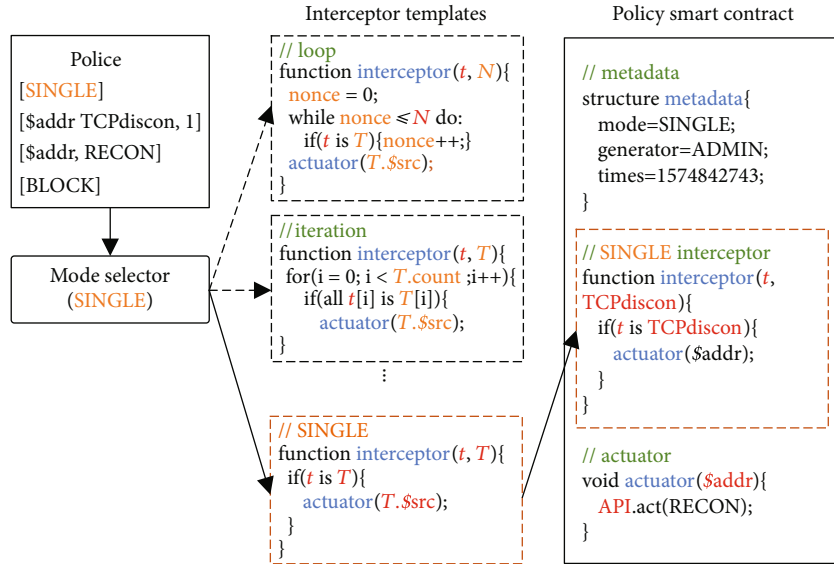 Interceptor templates
Policy smart contract
Police
[SINGLE]
[$addr TCPdiscon, 1]
[$addr, RECON]
[BLOCK]
Mode selector
(SINGLE)
// loop
function interceptor(t, N){
nonce = 0;
while nonce ⩽ N do:
if(t is T){nonce++;}
actuator(T.$src);
}
//iteration
function interceptor(t, T){
for(i = 0; i < T.count ;i++){
if(all t[i] is T[i]){
actuator(T.$src);
}
⋮
// SINGLE
function interceptor(t, T){
if(t is T){
actuator(T.$src);
}
}
// metadata
structure metadata{
mode=SINGLE;
generator=ADMIN;
times=1574842743;
}
// SINGLE interceptor
function interceptor(t,
TCPdiscon){
if(t is TCPdiscon){
actuator($addr);
}
}
// actuator
void actuator($addr){
API.act(RECON);
}